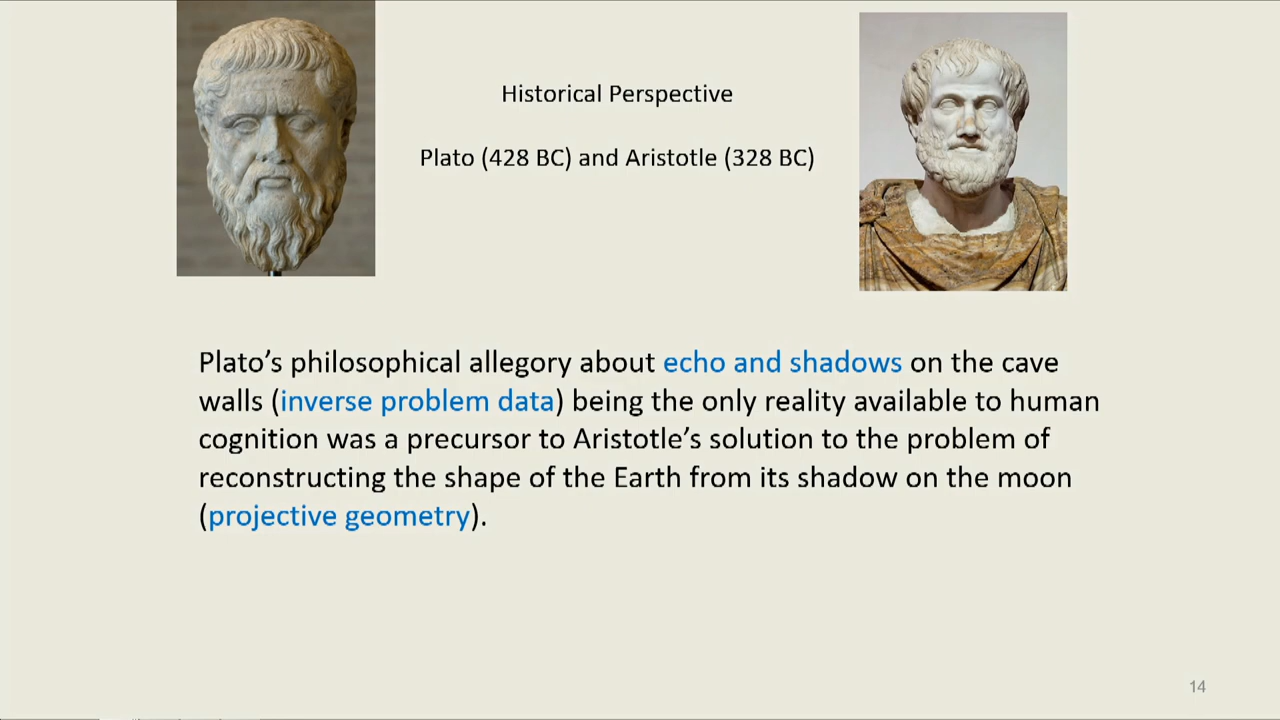 Historical Perspective
Plato (428 BC) and Aristotle (328 BC)
Plato’s philosophical allegory about echo and shadows on the cave
walls (inverse problem data) being the only reality available to human
cognition was a precursor to Aristotle’s solution to the problem of
reconstructing the shape of the Earth from its shadow on the moon
(projective geometry).
14